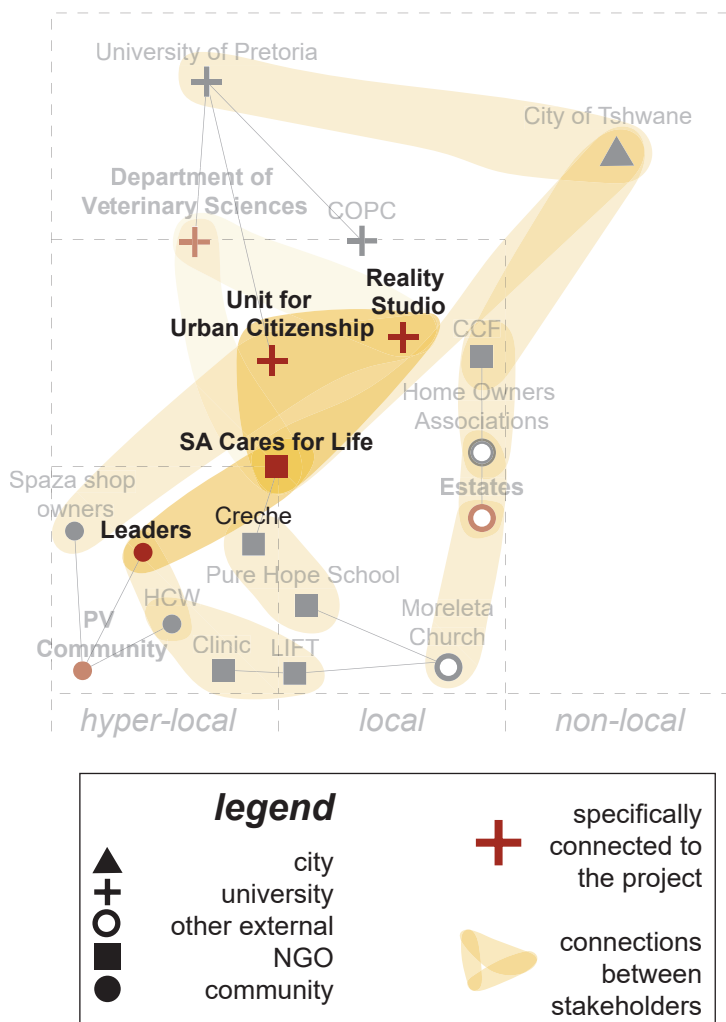 University of Pretoria
City of Tshwane
Department of
Veterinary Sciences
COPC
Reality
Studio
Unit for
Urban Citizenship
CCF
Home Owners
Associations
SA Cares for Life
Estates
Spaza shop
owners
Leaders
Creche
Pure Hope School
HCW
PV
Community
Moreleta
Church
Clinic
LIFT
hyper-local
local
non-local
legend
city
university
other external
NGO
community
specifically
connected to
the project
connections
between
stakeholders